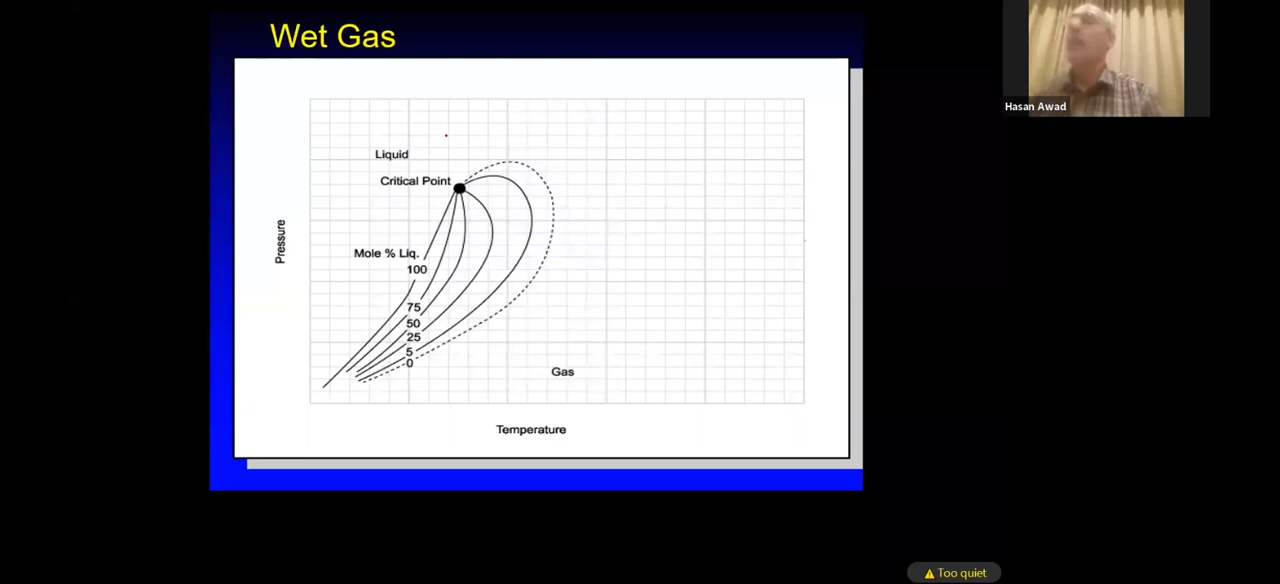 Wet Gas
Hasan Awad
Liquid
Critical Point
Pressure
Mole % Liq.
100
75
50
25
5
0
Gas
Temperature
Too quiet